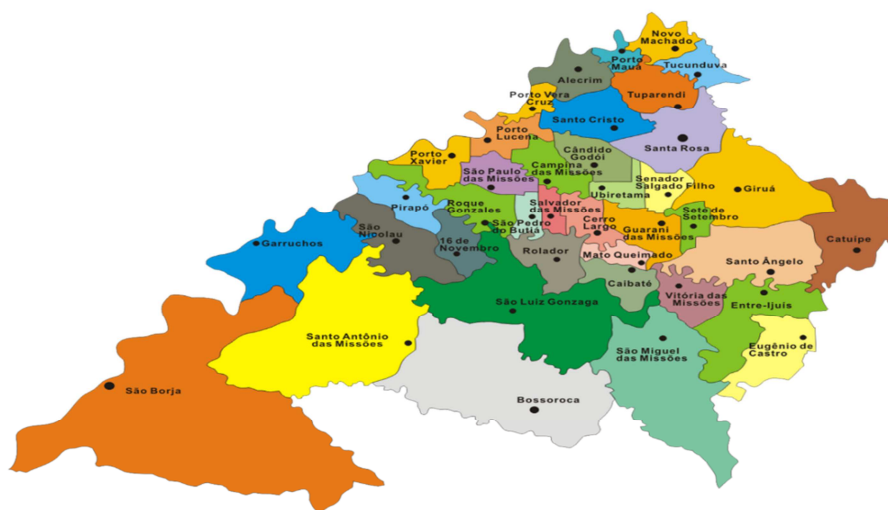 Novo
Machado
Porto
Mauá
Tucunduva
Alecrim
Tuparendi
Porto Vera
Cruz
Santo Cristo
Porto
Lucena
Santa Rosa
Cândido
Godói
Porto
Xavier
São Paulo
das Missões
Campina
das Missões
Senador
Salgado Filho
Ubiretama
Giruá
Pirapó
Roque
Gonzales
Salvador
das Missões
Sete de
Setembro
São Pedro
do Butiá
Cerro
Largo
Guarani
das Missões
São
Nicolau
16 de
Novembro
Garruchos
Catuípe
Rolador
Mato Queimado
Santo Ângelo
Caibaté
Vitória das
Missões
Entre-Ijuís
São Luiz Gonzaga
Santo Antônio
das Missões
São Miguel
das Missões
Eugênio de
Castro
São Borja
Bossoroca